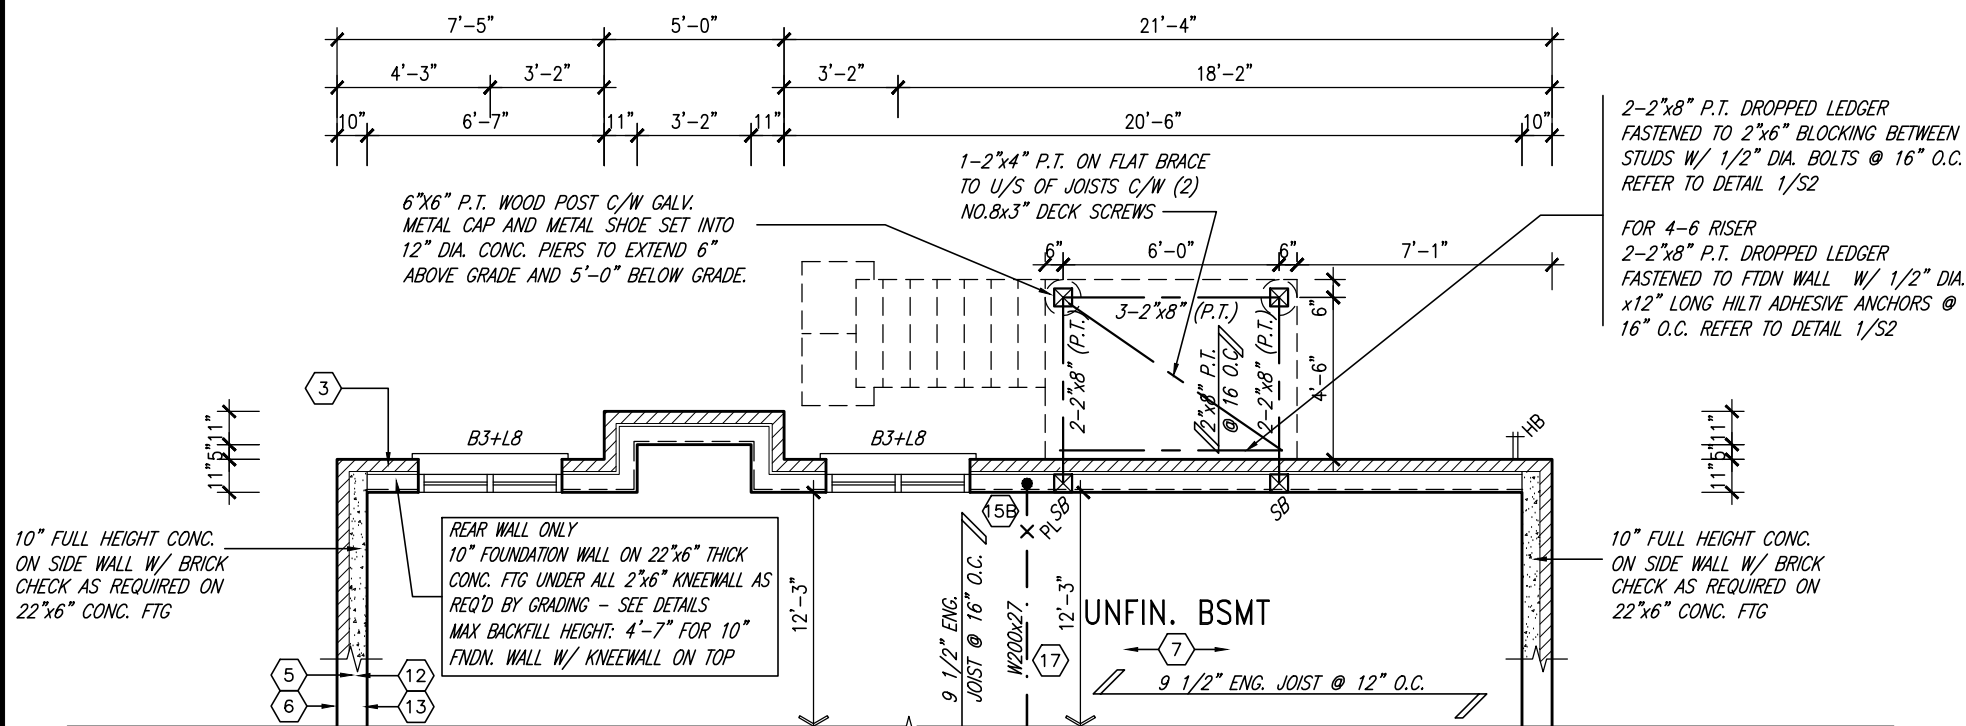 7'-5"
5'-0"
21'-4"
4'-3"
3'-2"
3'-2"
18'-2"
10"
6'-7"
11"
3'-2"
11"
20'-6"
10"
2-2"x8" P.T. DROPPED LEDGER
FASTENED TO 2"x6" BLOCKING BETWEEN
STUDS W/ 1/2" DIA. BOLTS @ 16" O.C.
REFER TO DETAIL 1/S2
FOR 4-6 RISER
2-2"x8" P.T. DROPPED LEDGER
FASTENED TO FTDN WALL W/ 1/2" DIA.
x12" LONG HILTI ADHESIVE ANCHORS @
16" O.C. REFER TO DETAIL 1/S2
1-2"x4" P.T. ON FLAT BRACE
TO U/S OF JOISTS C/W (2)
NO.8x3" DECK SCREWS
6"X6" P.T. WOOD POST C/W GALV.
METAL CAP AND METAL SHOE SET INTO
12" DIA. CONC. PIERS TO EXTEND 6"
ABOVE GRADE AND 5'-0" BELOW GRADE.
6"
6'-0"
6"
7'-1"
3-2"x8" (P.T.)
6"
2-2"x8" (P.T.)
2"x8" P.T.
@ 16 O.C
2-2"x8" (P.T.)
4'-6"
3
B3+L8
B3+L8
HB
11"
5"
11"
11"
5"
11"
15B
PL
SB
SB
10" FULL HEIGHT CONC.
ON SIDE WALL W/ BRICK
CHECK AS REQUIRED ON
22"x6" CONC. FTG
REAR WALL ONLY
10" FOUNDATION WALL ON 22"x6" THICK
CONC. FTG UNDER ALL 2"x6" KNEEWALL AS
REQ'D BY GRADING - SEE DETAILS
MAX BACKFILL HEIGHT: 4'-7" FOR 10"
FNDN. WALL W/ KNEEWALL ON TOP
12'-3"
9 1/2" ENG.
JOIST @ 16" O.C.
W200x27
17
12'-3"
UNFIN. BSMT
7
9 1/2" ENG. JOIST @ 12" O.C.
10" FULL HEIGHT CONC.
ON SIDE WALL W/ BRICK
CHECK AS REQUIRED ON
22"x6" CONC. FTG
5
12
6
13